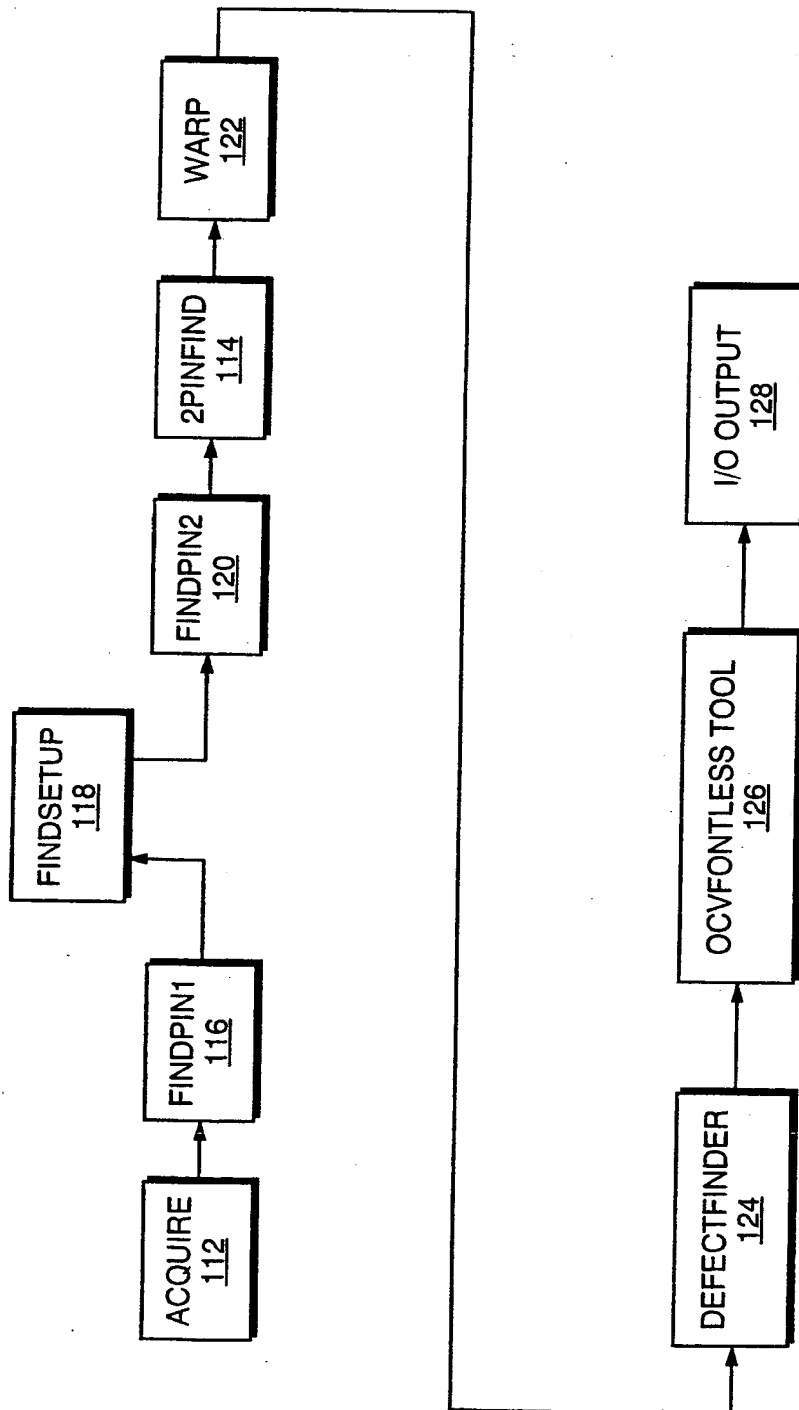 ACQUIRE
112
FINDPIN1
116
FINDSETUP
118
FINDPIN2
120
2PINFIND
114
WARP
122
DEFECTFINDER
124
OCVFONTLESS TOOL
126
I/O OUTPUT
128